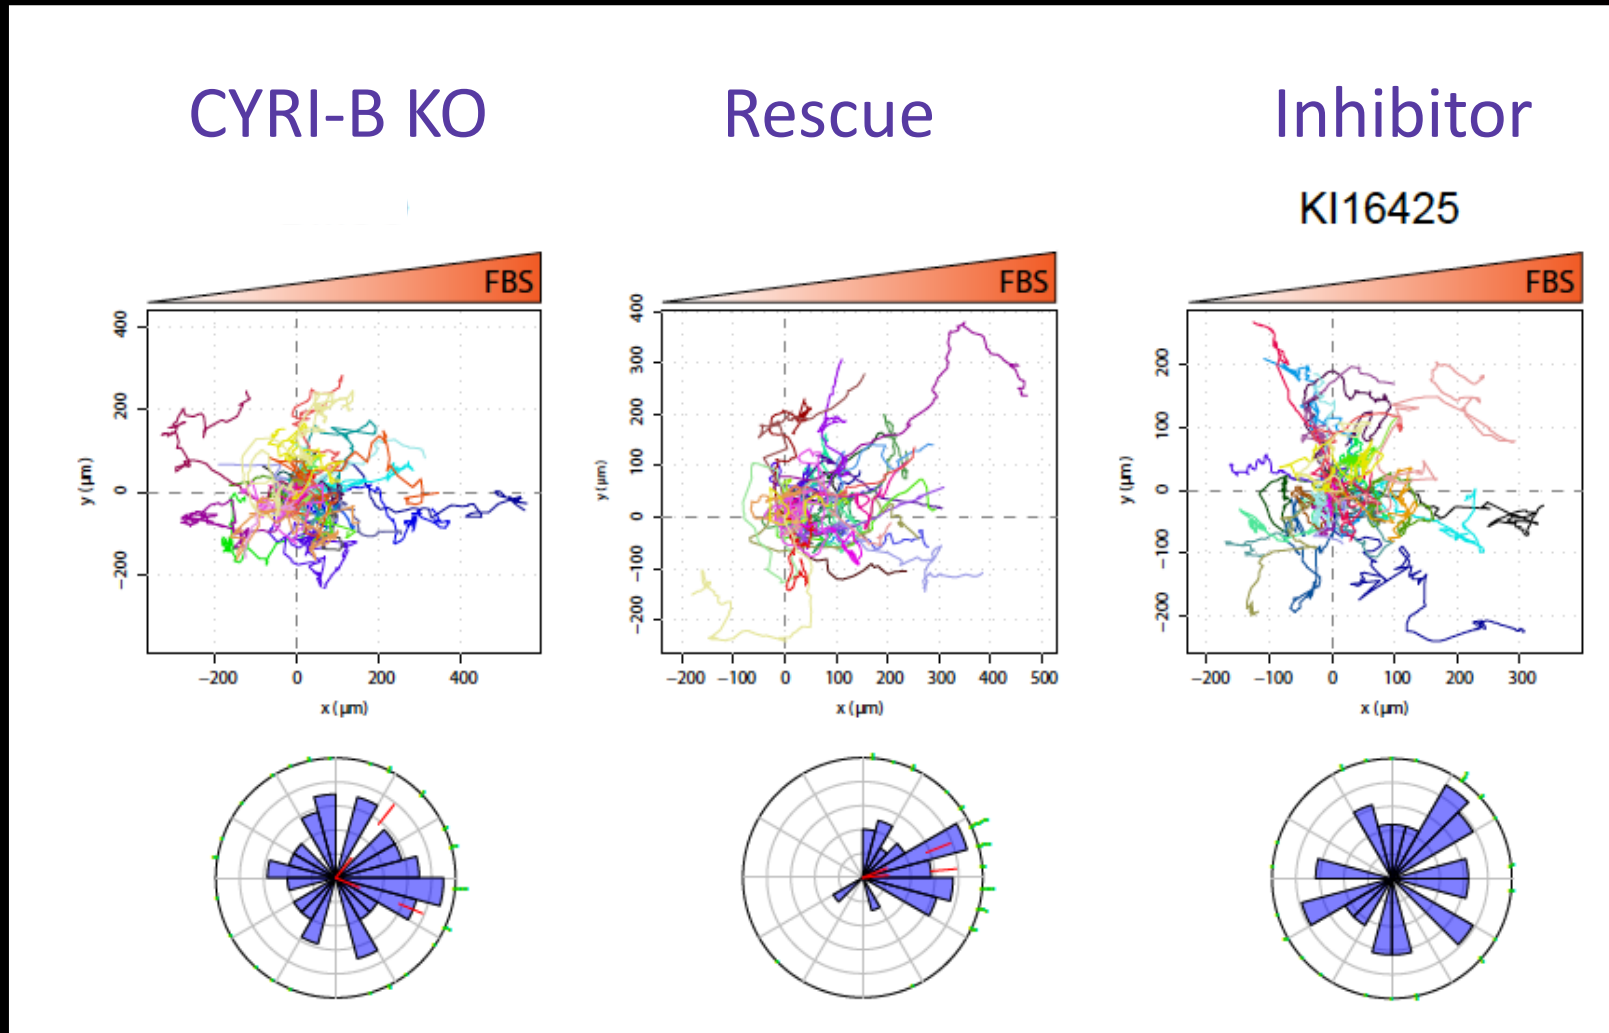 CYRI-B KO
Rescue
Inhibitor
KI16425
FBS
FBS
FBS
400
200
0
−200
y (µm)
−200 0 200 400
x (µm)
400
300
200
100
0
−100
−200
y (µm)
−200 −100 0 100 200 300 400 500
x (µm)
200
100
0
−100
−200
y (µm)
−200 −100 0 100 200 300
x (µm)